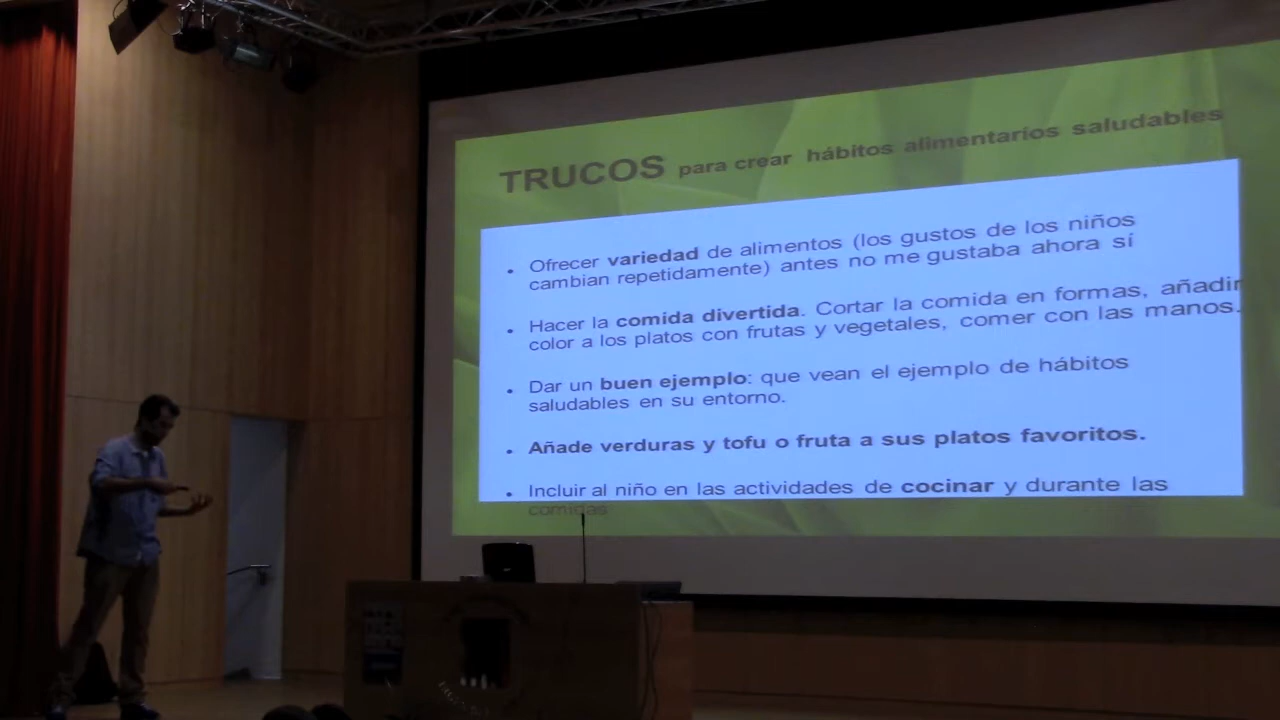 TRUCOS para crear hábitos alimentarios saludables
• Ofrecer variedad de alimentos (los gustos de los niños
cambian repetidamente) antes no me gustaba ahora sí
• Hacer la comida divertida. Cortar la comida en formas, añadir
color a los platos con frutas y vegetales, comer con las manos.
• Dar un buen ejemplo: que vean el ejemplo de hábitos
saludables en su entorno.
• Añade verduras y tofu o fruta a sus platos favoritos.
• Incluir al niño en las actividades de cocinar y durante las
comidas